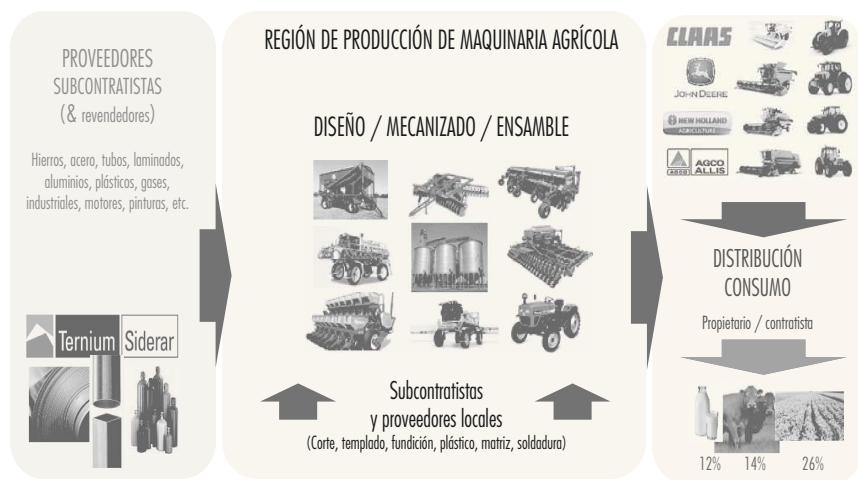 PROVEEDORES
SUBCONTRATISTAS
(& revendedores)
Hierros, acero, tubos, laminados,
aluminios, plásticos, gases,
industriales, motores, pinturas, etc.
Ternium Siderar
REGIÓN DE PRODUCCIÓN DE MAQUINARIA AGRÍCOLA
DISEÑO / MECANIZADO / ENSAMBLE
Subcontratistas
y proveedores locales
(Corte, templado, fundición, plástico, matriz, soldadura)
CLAAS
JOHN DEERE
NEW HOLLAND
AGRICULTURE
AGCO
AGCO
ALLIS
DISTRIBUCIÓN
CONSUMO
Propietario / contratista
12% 14% 26%